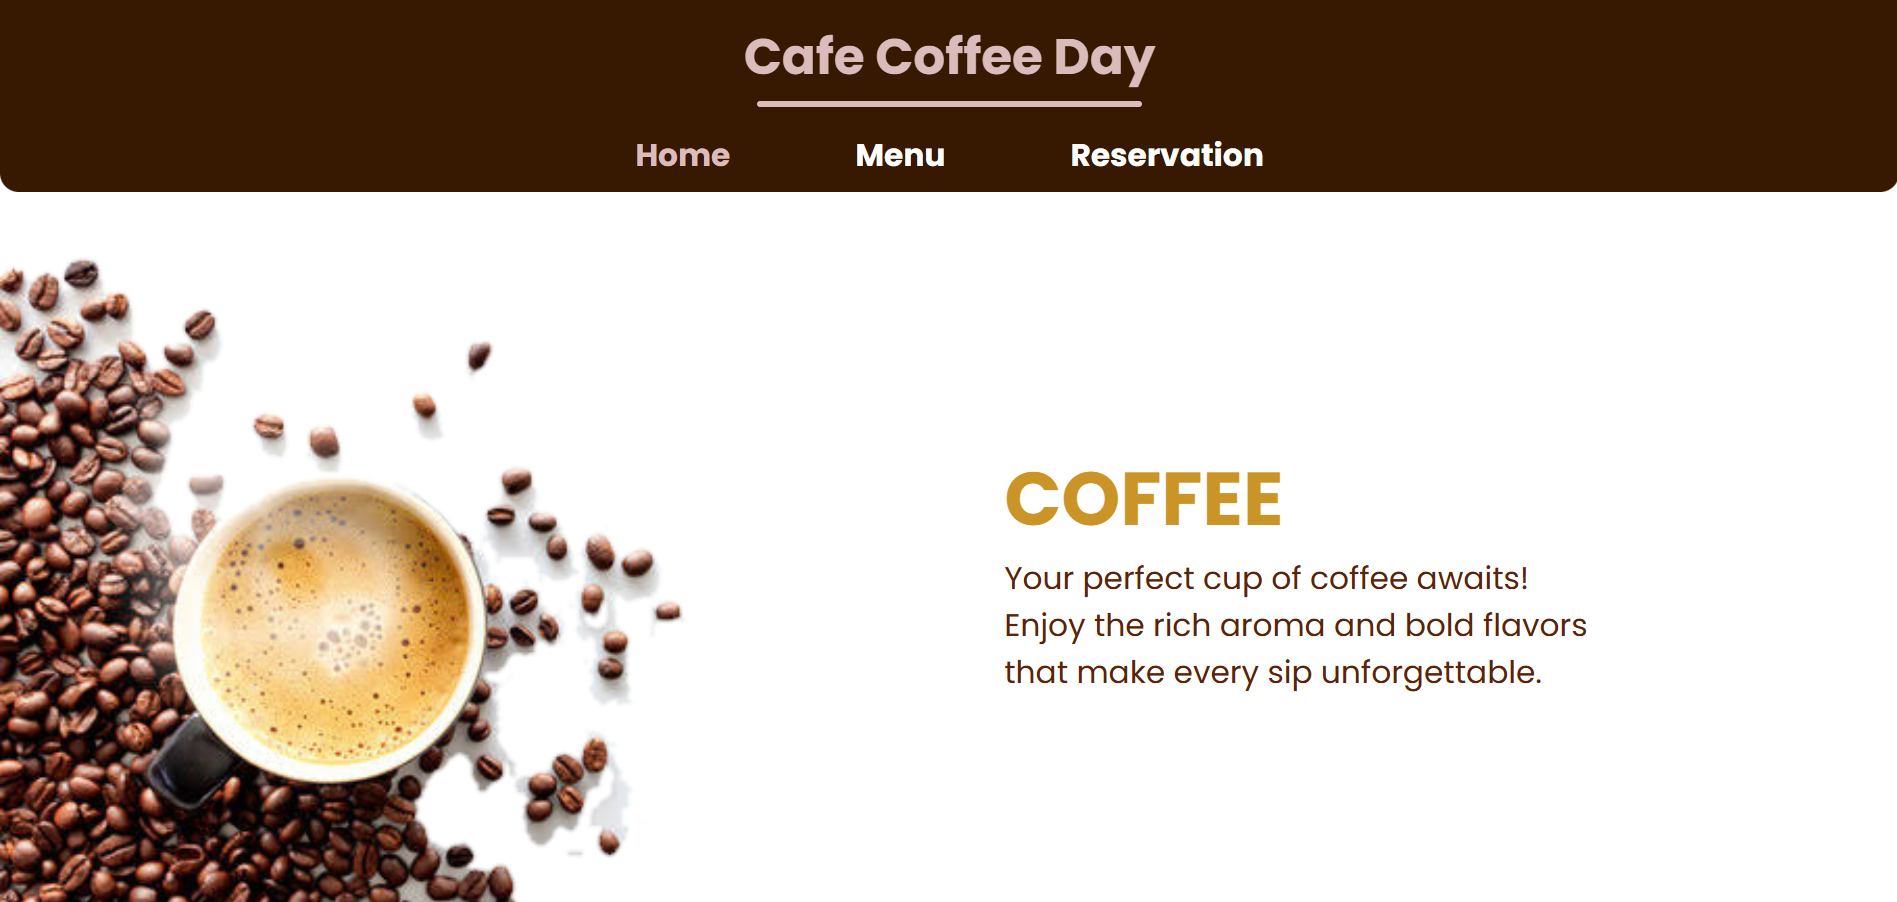 Cafe Coffee Day
Home Menu Reservation
COFFEE
Your perfect cup of coffee awaits!
Enjoy the rich aroma and bold flavors
that make every sip unforgettable.